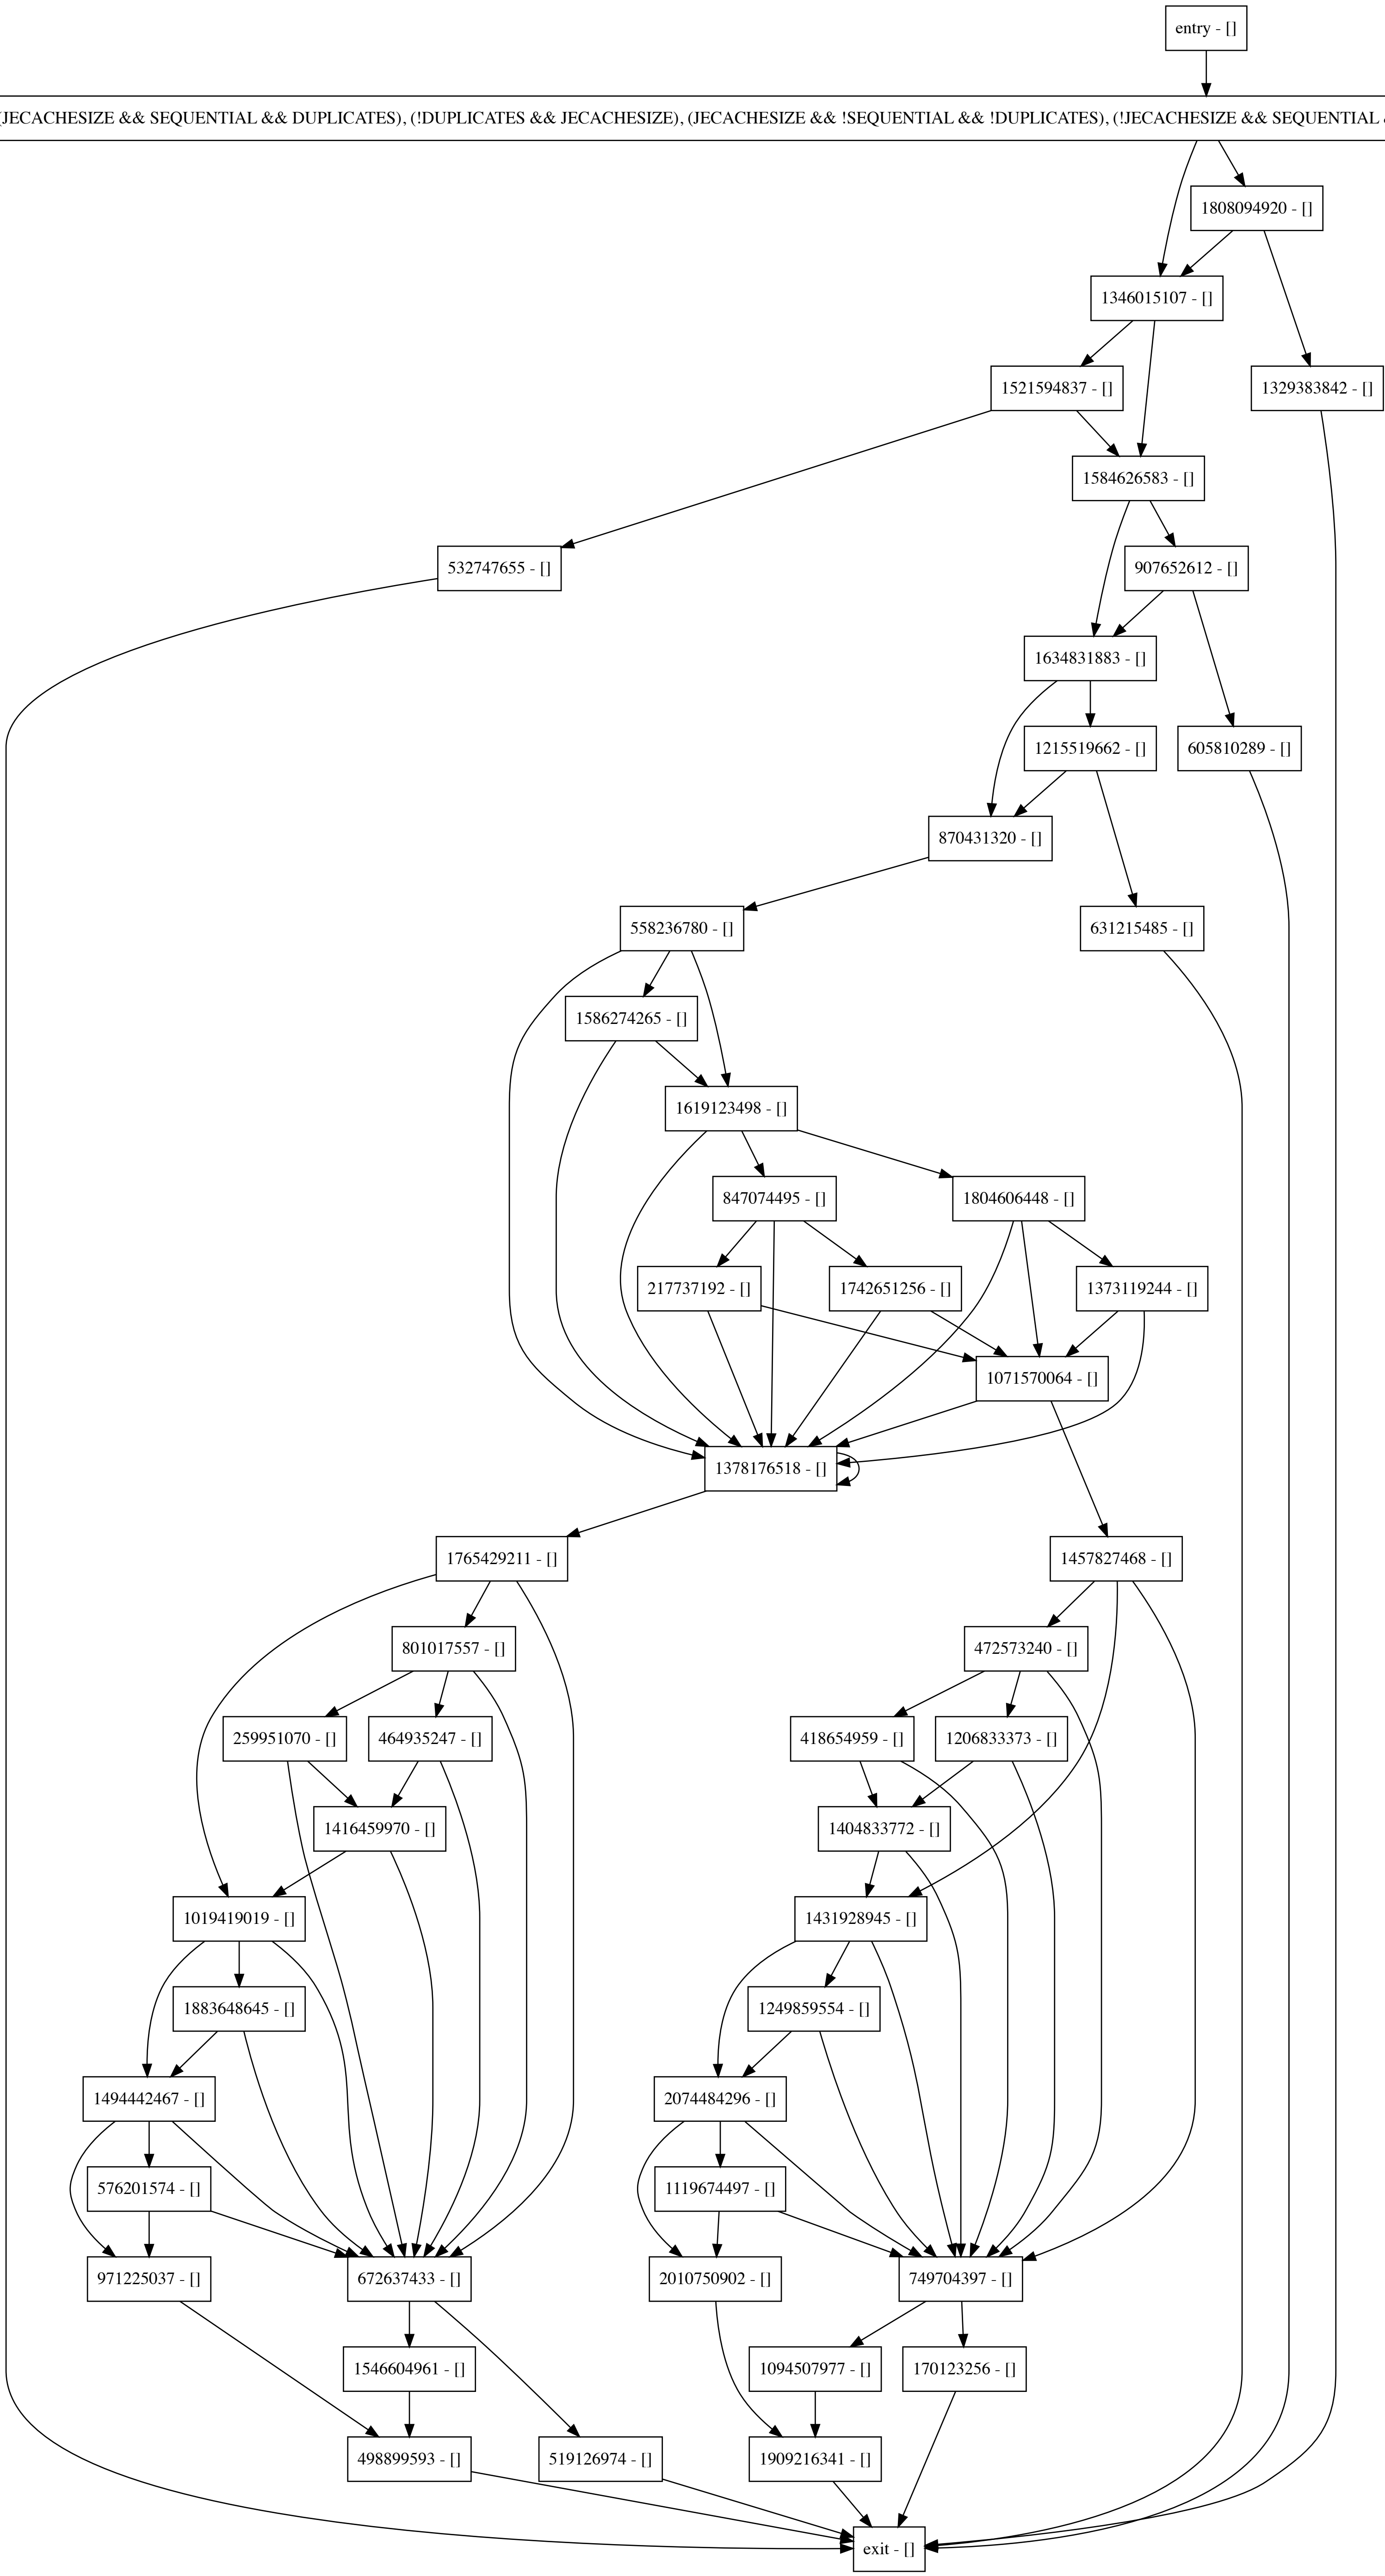 entry - []
(JECACHESIZE && SEQUENTIAL && DUPLICATES), (!DUPLICATES && JECACHESIZE), (JECACHESIZE && !SEQUENTIAL && !DUPLICATES), (!JECACHESIZE && SEQUENTIAL
1808094920 - []
1346015107 - []
1521594837 - []
1329383842 - []
1584626583 - []
532747655 - []
907652612 - []
1634831883 - []
1215519662 - []
605810289 - []
870431320 - []
558236780 - []
631215485 - []
1586274265 - []
1619123498 - []
847074495 - []
1804606448 - []
217737192 - []
1742651256 - []
1373119244 - []
1071570064 - []
1378176518 - []
1765429211 - []
1457827468 - []
801017557 - []
472573240 - []
259951070 - []
464935247 - []
418654959 - []
1206833373 - []
1416459970 - []
1404833772 - []
1019419019 - []
1431928945 - []
1883648645 - []
1249859554 - []
1494442467 - []
2074484296 - []
576201574 - []
1119674497 - []
971225037 - []
672637433 - []
2010750902 - []
749704397 - []
1546604961 - []
1094507977 - []
170123256 - []
498899593 - []
519126974 - []
1909216341 - []
exit - []